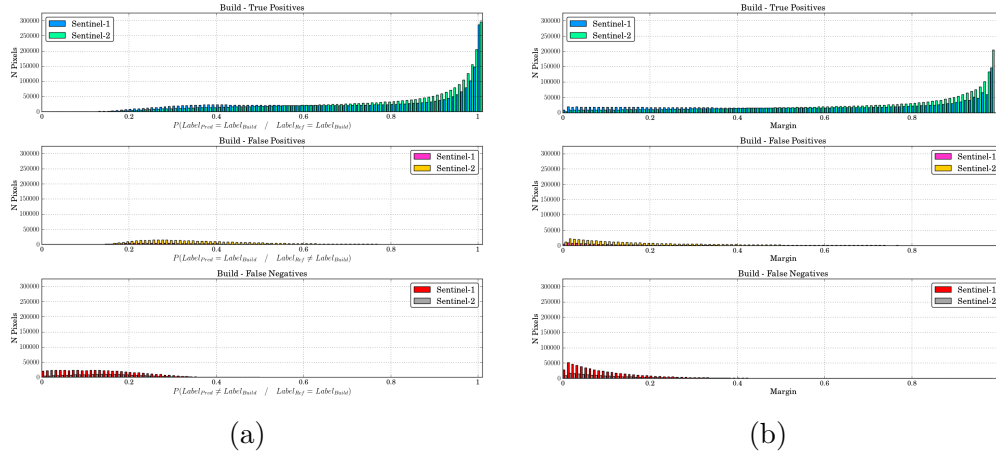 Build - True Positives
Sentinel-1
Sentinel-2
N Pixels
300000
250000
200000
150000
100000
50000
0
0 0.2 0.4 0.6 0.8 1
P(Label_Pred = Label_Build / Label_Ref = Label_Build)
Build - False Positives
Sentinel-1
Sentinel-2
N Pixels
300000
250000
200000
150000
100000
50000
0
0 0.2 0.4 0.6 0.8 1
P(Label_Pred = Label_Build / Label_Ref ≠ Label_Build)
Build - False Negatives
Sentinel-1
Sentinel-2
N Pixels
300000
250000
200000
150000
100000
50000
0
0 0.2 0.4 0.6 0.8 1
P(Label_Pred ≠ Label_Build / Label_Ref = Label_Build)
(a)
Build - True Positives
Sentinel-1
Sentinel-2
N Pixels
300000
250000
200000
150000
100000
50000
0
0 0.2 0.4 0.6 0.8
Margin
Build - False Positives
Sentinel-1
Sentinel-2
N Pixels
300000
250000
200000
150000
100000
50000
0
0 0.2 0.4 0.6 0.8
Margin
Build - False Negatives
Sentinel-1
Sentinel-2
N Pixels
300000
250000
200000
150000
100000
50000
0
0 0.2 0.4 0.6 0.8
Margin
(b)